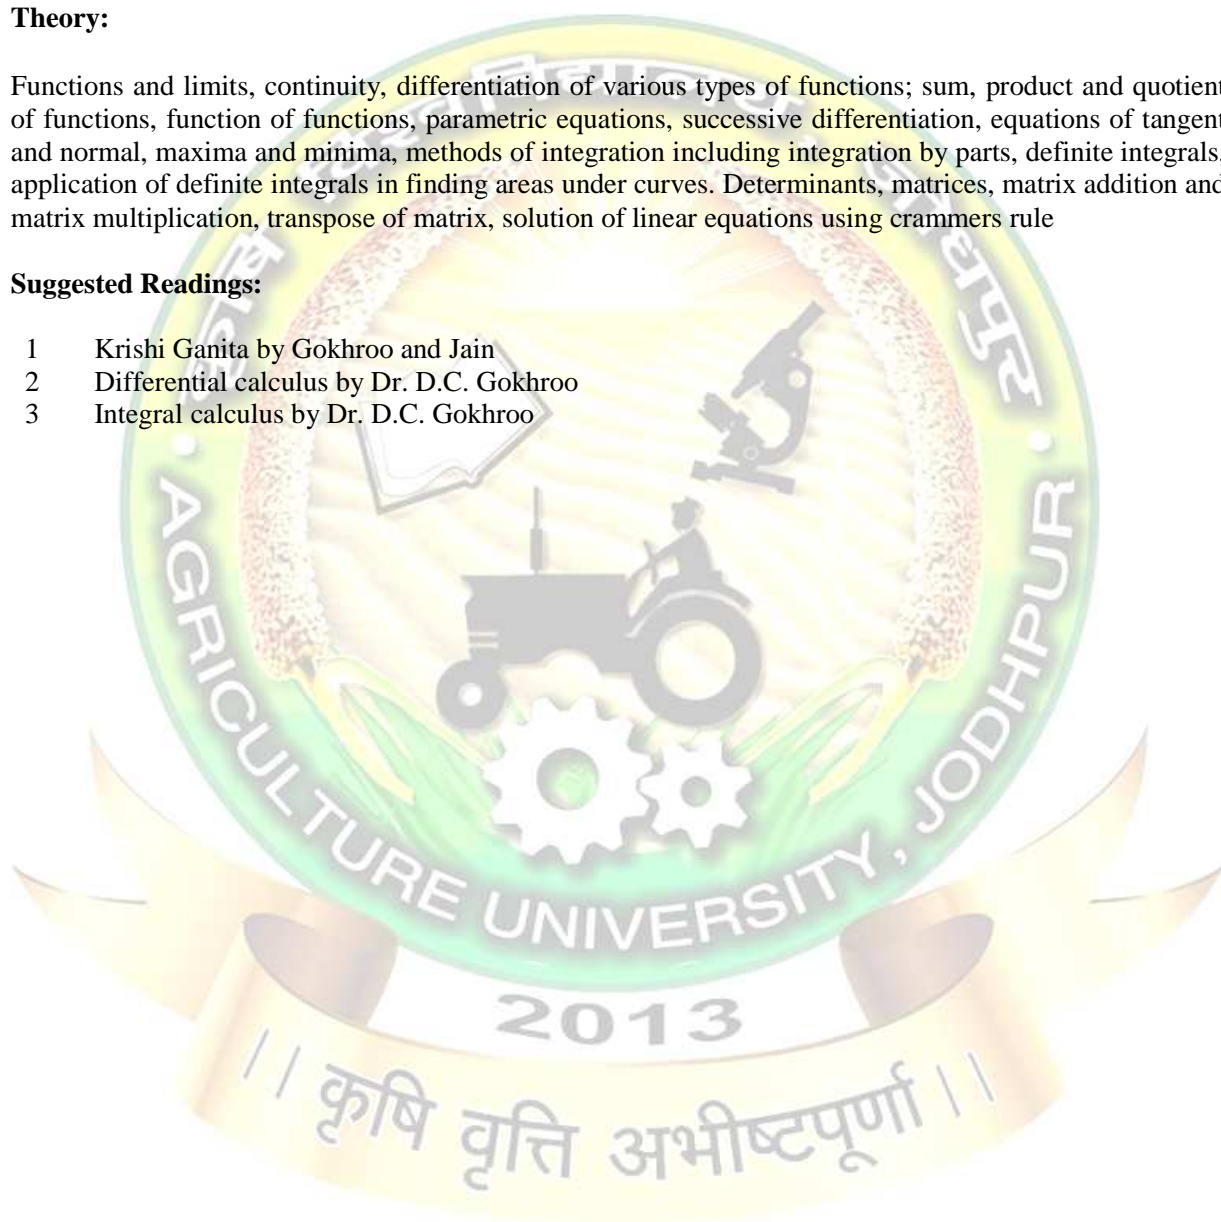 Theory:
Functions and limits, continuity, differentiation of various types of functions; sum, product and quotient
of functions, function of functions, parametric equations, successive differentiation, equations of tangent
and normal, maxima and minima, methods of integration including integration by parts, definite integrals,
application of definite integrals in finding areas under curves. Determinants, matrices, matrix addition and
matrix multiplication, transpose of matrix, solution of linear equations using crammers rule
Suggested Readings:
1 Krishi Ganita by Gokhroo and Jain
2 Differential calculus by Dr. D.C. Gokhroo
3 Integral calculus by Dr. D.C. Gokhroo
कृषि विश्वविद्यालय, जोधपुर
AGRICULTURE UNIVERSITY, JODHPUR
2013
|| कृषि वृत्ति अभीष्टपूर्णा ||